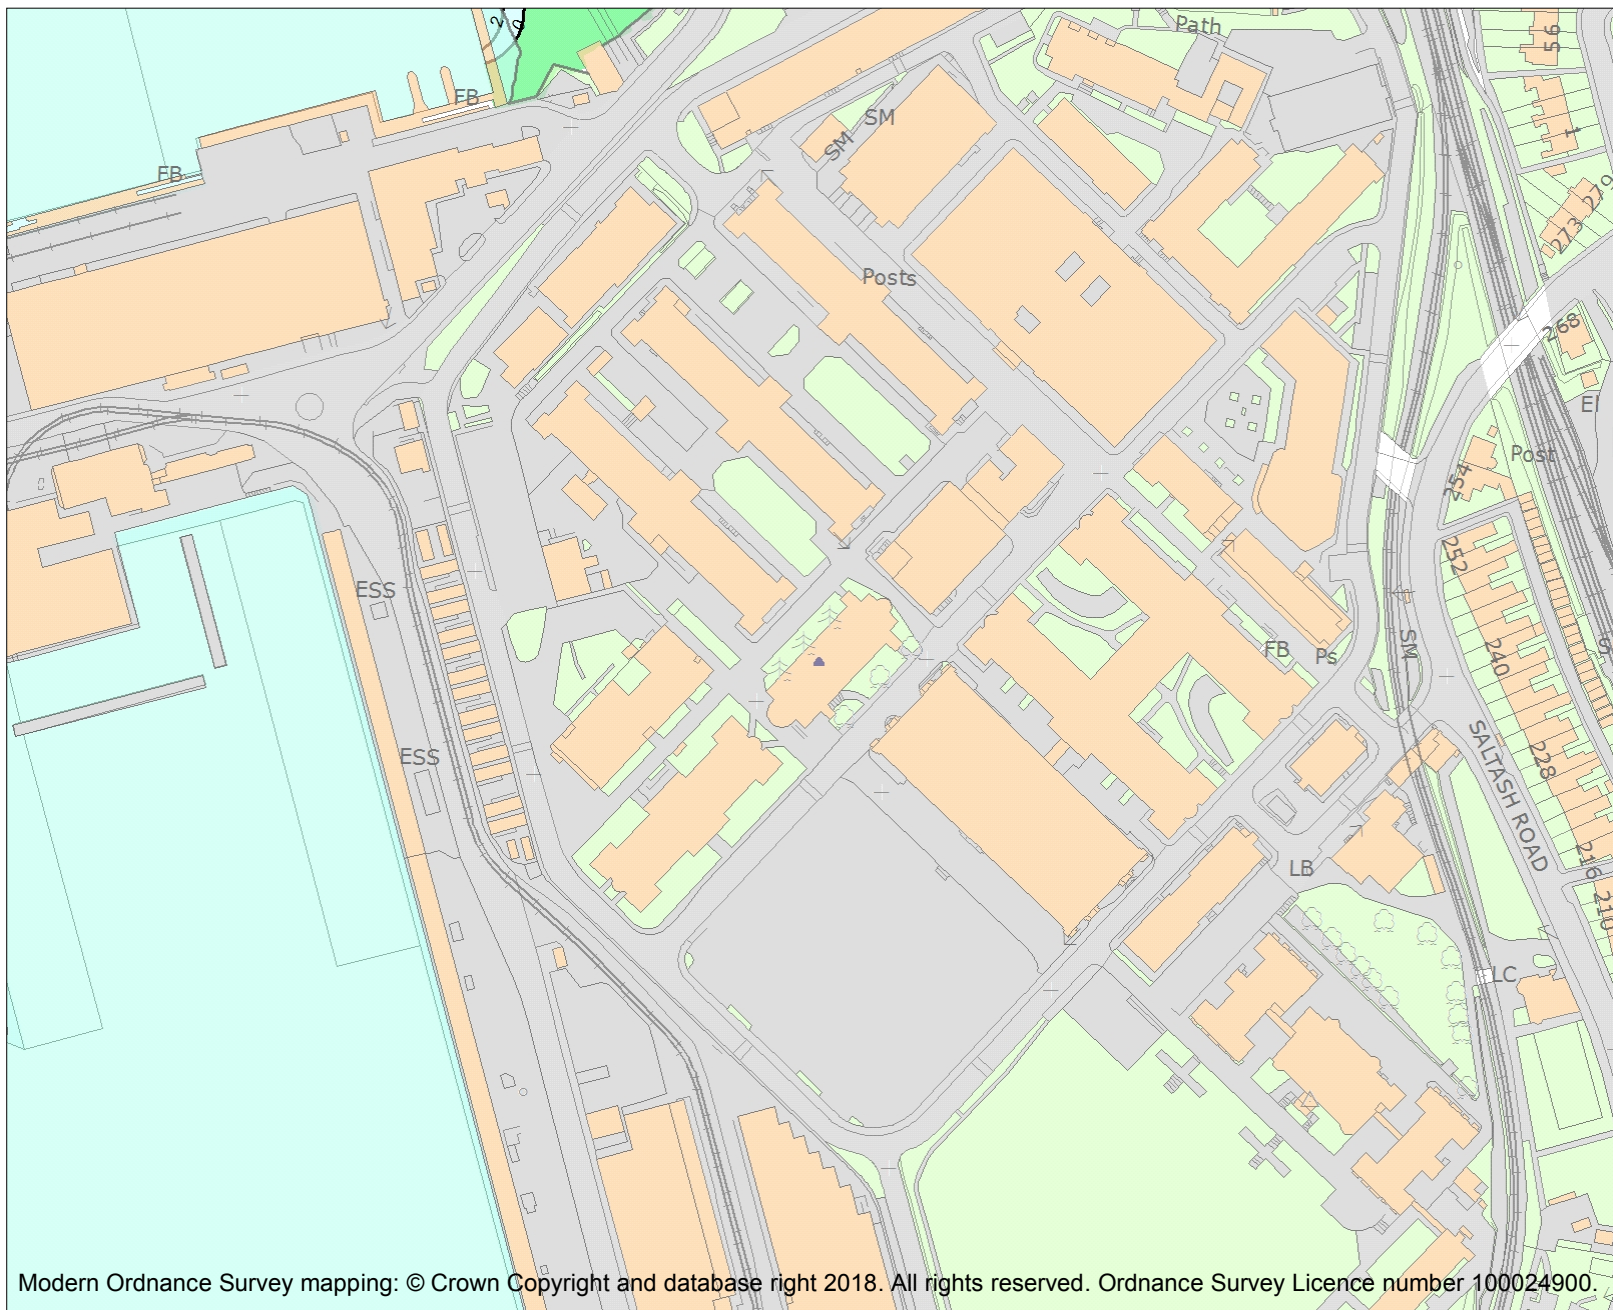 2
Path
56
FB
SM
SM
1
FB
279
273
Posts
268
El
Post
254
252
ESS
SM
FB
Ps
240
S
ESS
SALTASH ROAD
228
216
LB
210
LC
Modern Ordnance Survey mapping: © Crown Copyright and database right 2018. All rights reserved. Ordnance Survey Licence number 100024900.